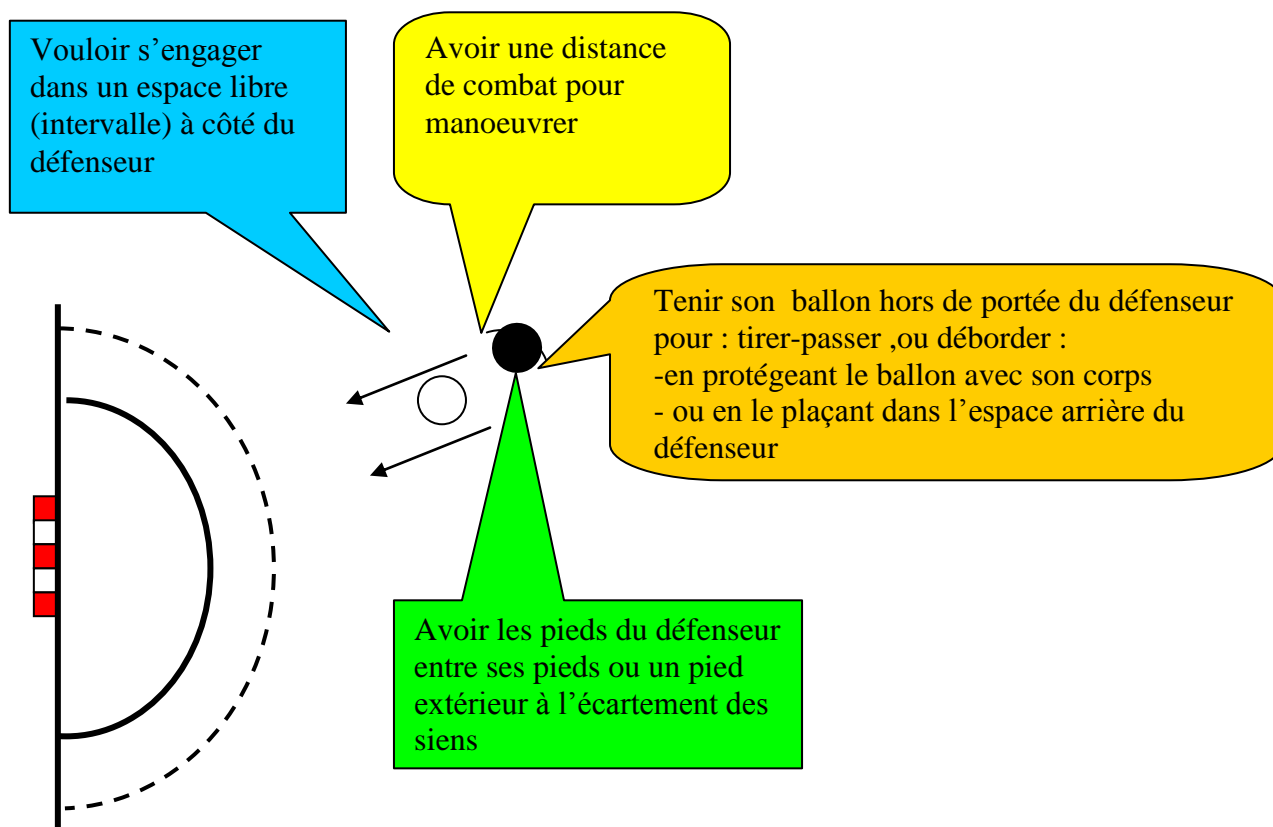 Vouloir s’engager
dans un espace libre
(intervalle) à côté du
défenseur
Avoir une distance
de combat pour
manoeuvrer
Tenir son ballon hors de portée du défenseur
pour : tirer-passer ,ou déborder :
-en protégeant le ballon avec son corps
- ou en le plaçant dans l’espace arrière du
défenseur
Avoir les pieds du défenseur
entre ses pieds ou un pied
extérieur à l’écartement des
siens